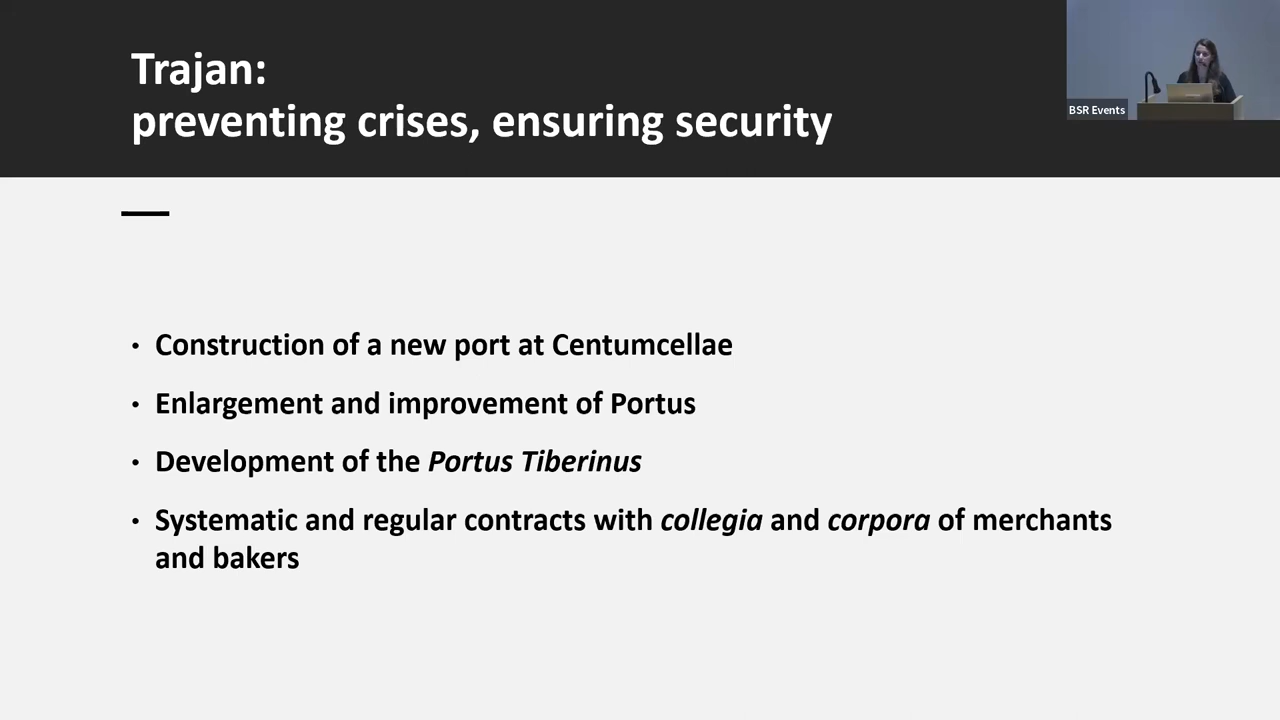 Trajan:
preventing crises, ensuring security
BSR Events
• Construction of a new port at Centumcellae
• Enlargement and improvement of Portus
• Development of the Portus Tiberinus
• Systematic and regular contracts with collegia and corpora of merchants
and bakers